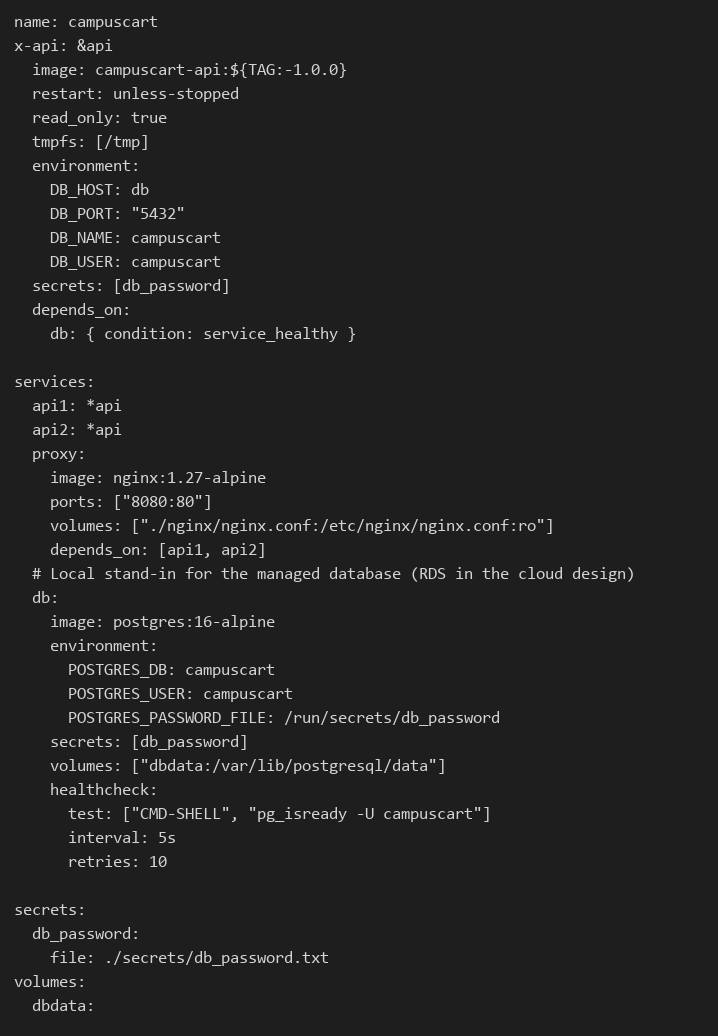 name: campuscart
x-api: &api
  image: campuscart-api:${TAG:-1.0.0}
  restart: unless-stopped
  read_only: true
  tmpfs: [/tmp]
  environment:
    DB_HOST: db
    DB_PORT: "5432"
    DB_NAME: campuscart
    DB_USER: campuscart
  secrets: [db_password]
  depends_on:
    db: { condition: service_healthy }

services:
  api1: *api
  api2: *api
  proxy:
    image: nginx:1.27-alpine
    ports: ["8080:80"]
    volumes: ["./nginx/nginx.conf:/etc/nginx/nginx.conf:ro"]
    depends_on: [api1, api2]
  # Local stand-in for the managed database (RDS in the cloud design)
  db:
    image: postgres:16-alpine
    environment:
      POSTGRES_DB: campuscart
      POSTGRES_USER: campuscart
      POSTGRES_PASSWORD_FILE: /run/secrets/db_password
    secrets: [db_password]
    volumes: ["dbdata:/var/lib/postgresql/data"]
    healthcheck:
      test: ["CMD-SHELL", "pg_isready -U campuscart"]
      interval: 5s
      retries: 10

secrets:
  db_password:
    file: ./secrets/db_password.txt
volumes:
  dbdata: